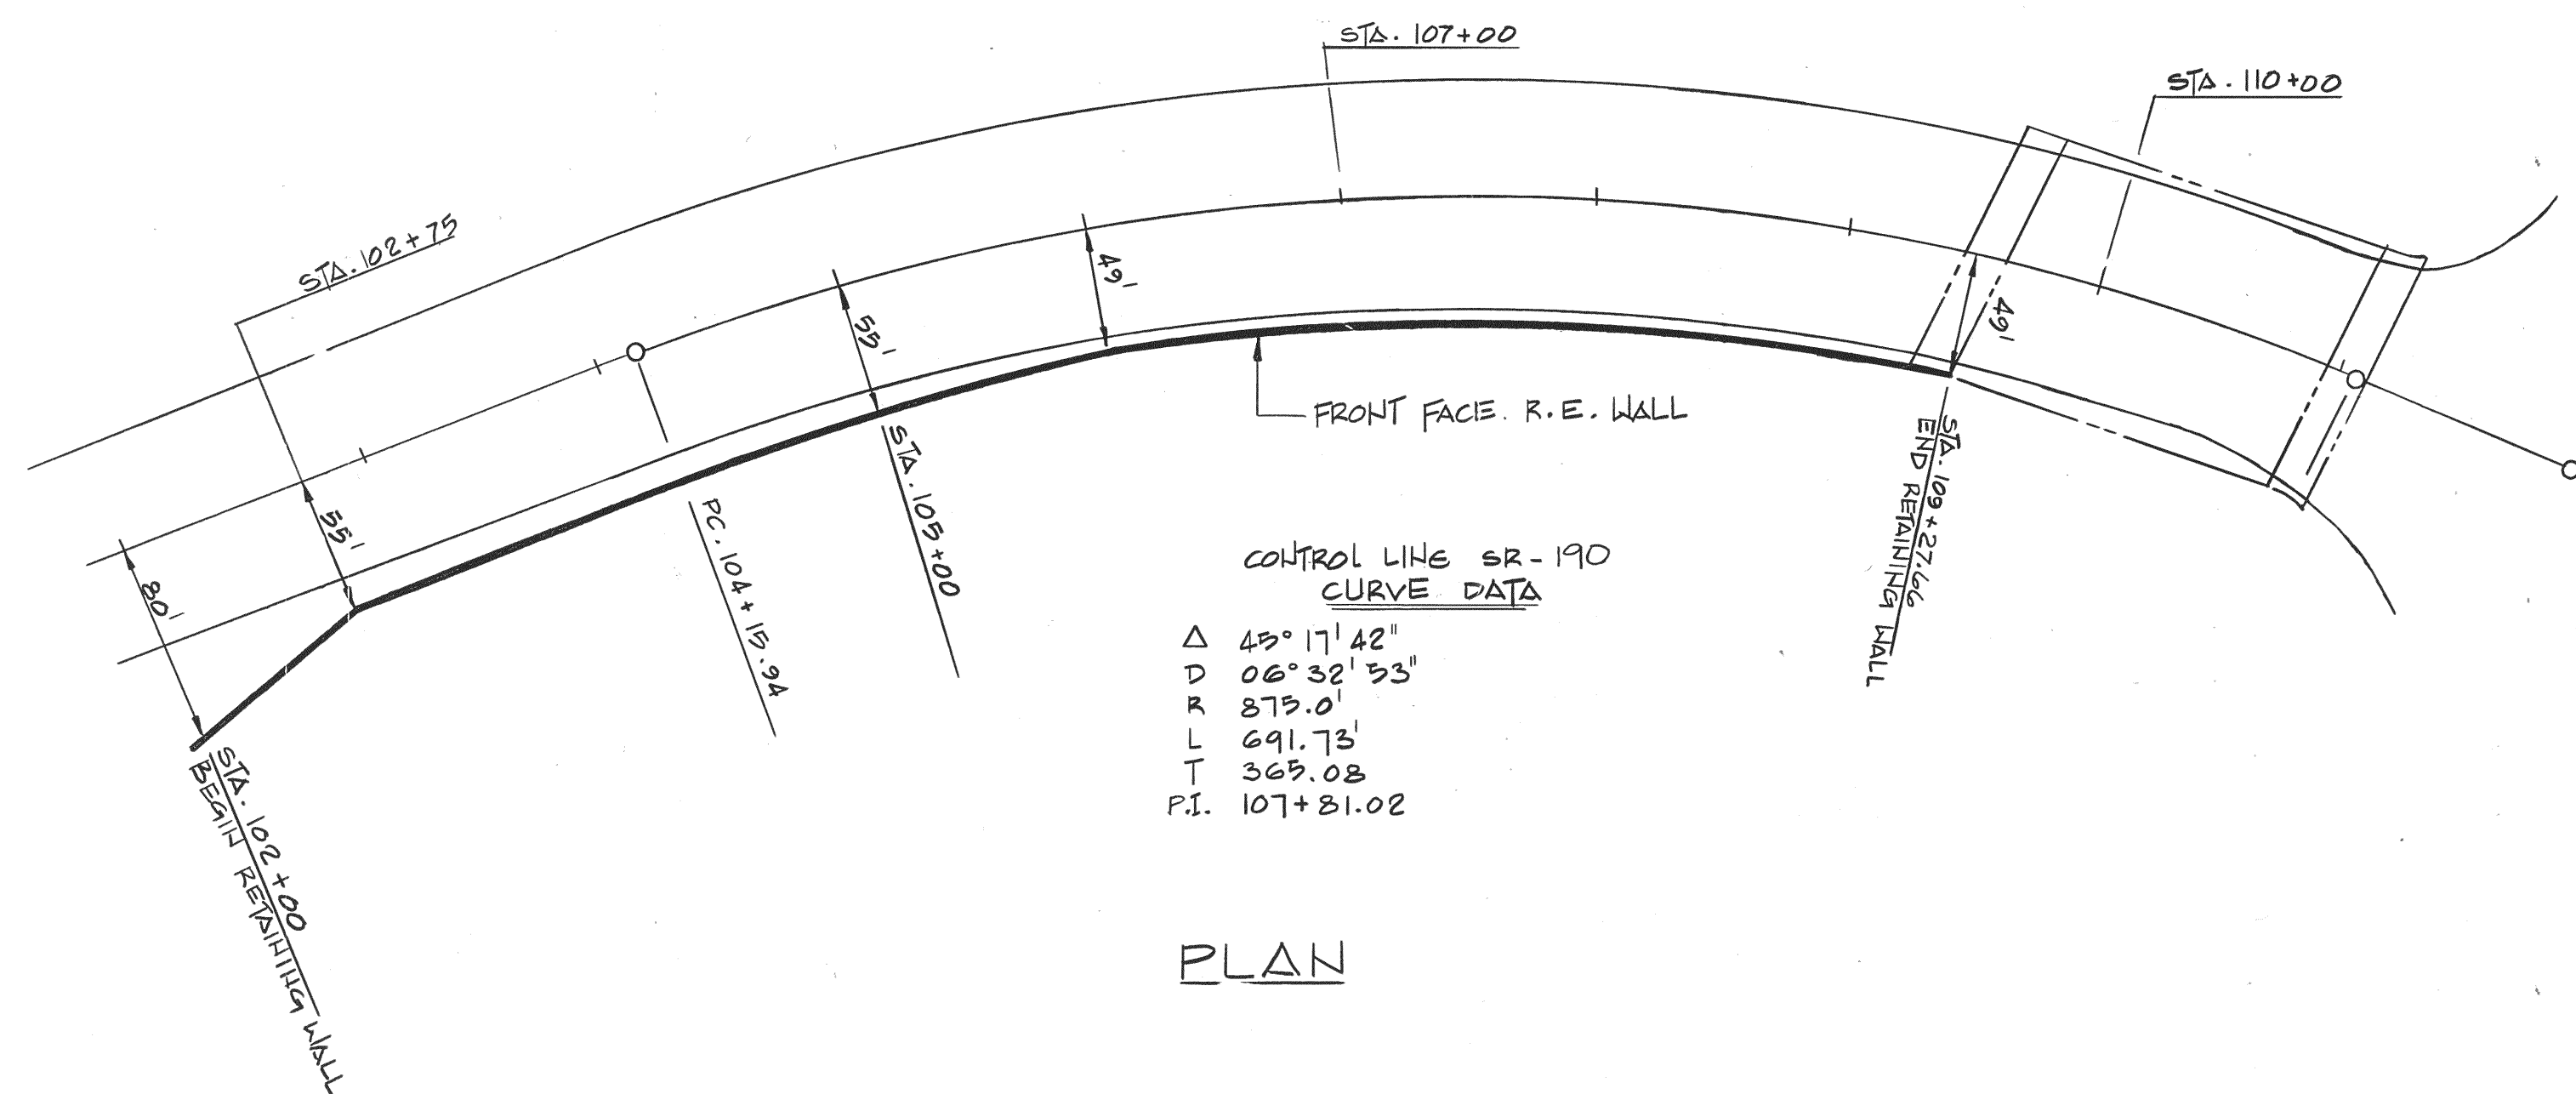 STA. 107+00
STA. 110+00
STA. 102+75
49'
55'
49'
55'
80'
FRONT FACE. R.E. WALL
STA. 105+00
PC. 104+15.94
STA. 109+27.66
END RETAINING WALL
STA. 102+00
BEGIN RETAINING WALL
CONTROL LINE SR-190
CURVE DATA
Δ 45° 17' 42"
D 06° 32' 53"
R 875.0'
L 691.73'
T 365.08
P.I. 107+81.02
PLAN